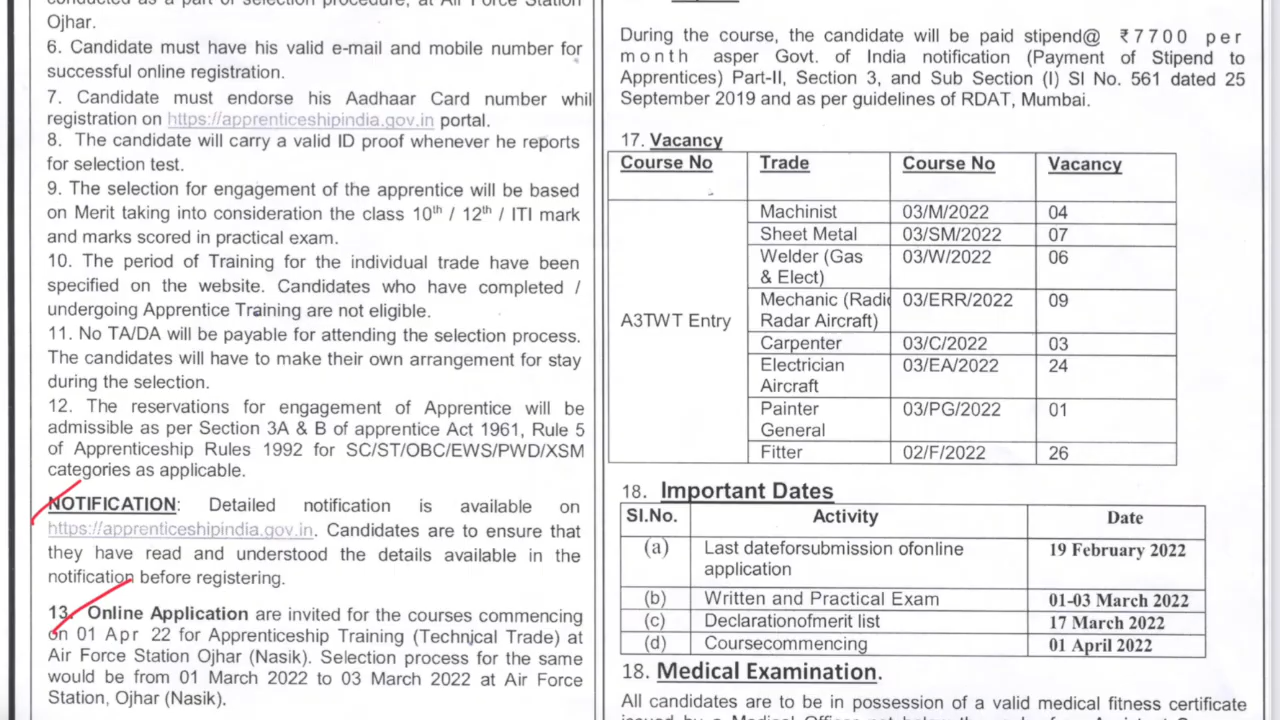 conducted as a part of selection procedure, at Air Force Station
Ojhar.
6. Candidate must have his valid e-mail and mobile number for
successful online registration.
7. Candidate must endorse his Aadhaar Card number whil
registration on https://apprenticeshipindia.gov.in portal.
8. The candidate will carry a valid ID proof whenever he reports
for selection test.
9. The selection for engagement of the apprentice will be based
on Merit taking into consideration the class 10th / 12th / ITI mark
and marks scored in practical exam.
10. The period of Training for the individual trade have been
specified on the website. Candidates who have completed /
undergoing Apprentice Training are not eligible.
11. No TA/DA will be payable for attending the selection process.
The candidates will have to make their own arrangement for stay
during the selection.
12. The reservations for engagement of Apprentice will be
admissible as per Section 3A & B of apprentice Act 1961, Rule 5
of Apprenticeship Rules 1992 for SC/ST/OBC/EWS/PWD/XSM
categories as applicable.
NOTIFICATION: Detailed notification is available on
https://apprenticeshipindia.gov.in. Candidates are to ensure that
they have read and understood the details available in the
notification before registering.
13. Online Application are invited for the courses commencing
on 01 Apr 22 for Apprenticeship Training (Technjcal Trade) at
Air Force Station Ojhar (Nasik). Selection process for the same
would be from 01 March 2022 to 03 March 2022 at Air Force
Station, Ojhar (Nasik).
During the course, the candidate will be paid stipend@ ₹7700 per
month asper Govt. of India notification (Payment of Stipend to
Apprentices) Part-II, Section 3, and Sub Section (I) SI No. 561 dated 25
September 2019 and as per guidelines of RDAT, Mumbai.
17. Vacancy
Course No Trade Course No Vacancy
Machinist 03/M/2022 04
Sheet Metal 03/SM/2022 07
Welder (Gas 03/W/2022 06
& Elect)
Mechanic (Radi 03/ERR/2022 09
A3TWT Entry Radar Aircraft)
Carpenter 03/C/2022 03
Electrician 03/EA/2022 24
Aircraft
Painter 03/PG/2022 01
General
Fitter 02/F/2022 26
18. Important Dates
SI.No. Activity Date
(a) Last dateforsubmission ofonline 19 February 2022
application
(b) Written and Practical Exam 01-03 March 2022
(c) Declarationofmerit list 17 March 2022
(d) Coursecommencing 01 April 2022
18. Medical Examination.
All candidates are to be in possession of a valid medical fitness certificate